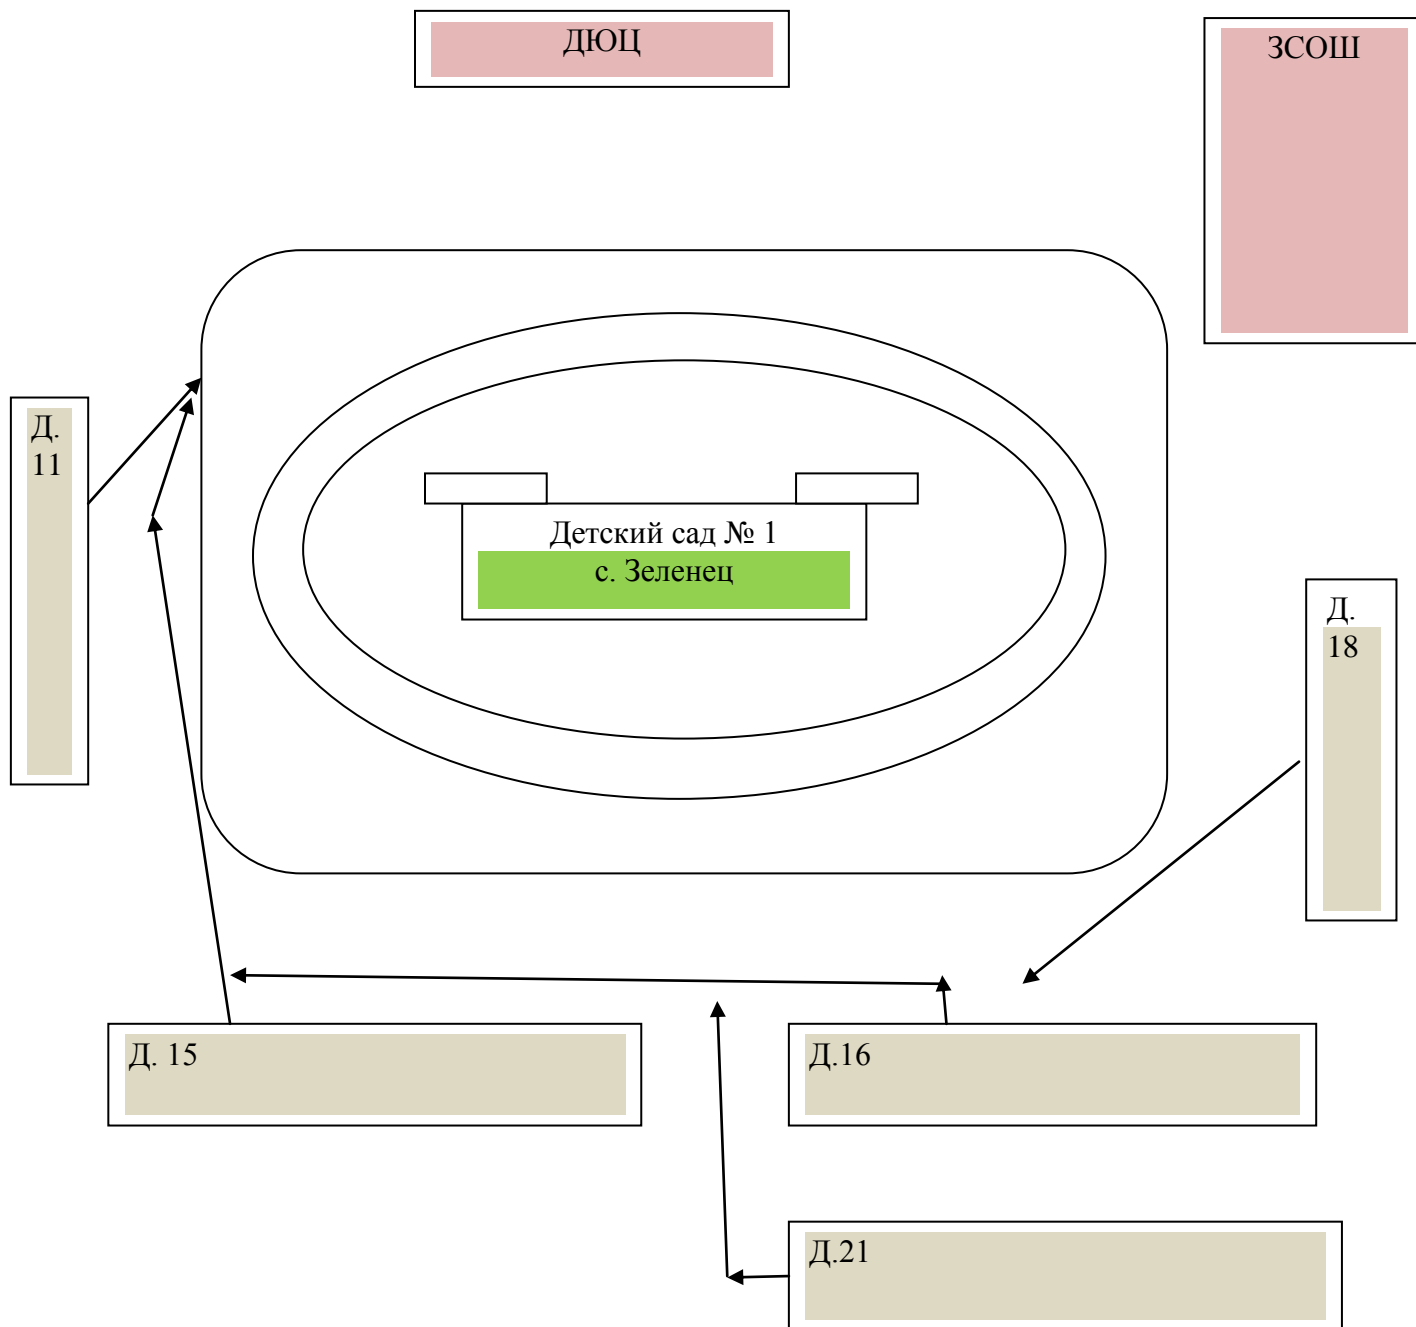 ДЮЦ
ЗСОШ
Д.
11
Детский сад № 1
с. Зеленец
Д.
18
Д. 15
Д.16
Д.21